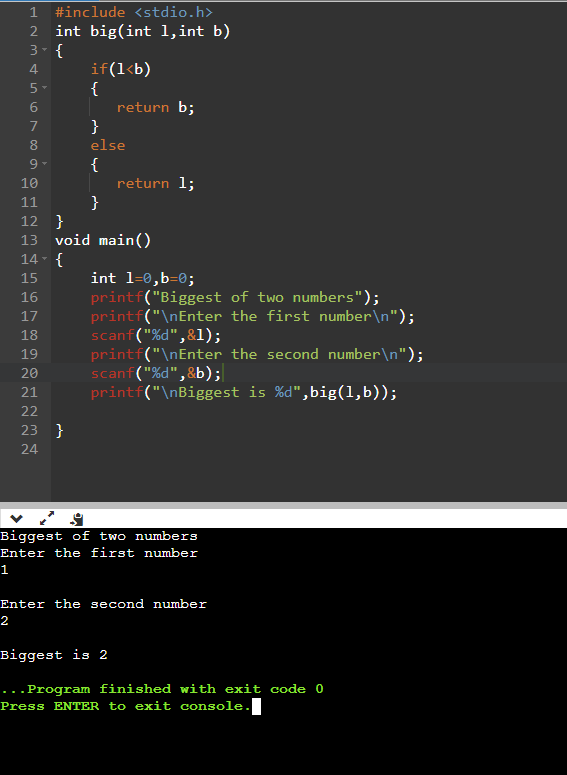 1 #include <stdio.h>
2 int big(int l,int b)
3 {
4     if(l<b)
5     {
6        return b;
7     }
8     else
9     {
10        return l;
11     }
12 }
13 void main()
14 {
15     int l=0,b=0;
16     printf("Biggest of two numbers");
17     printf("\nEnter the first number\n");
18     scanf("%d",&l);
19     printf("\nEnter the second number\n");
20     scanf("%d",&b);
21     printf("\nBiggest is %d",big(l,b));
22
23 }
24
Biggest of two numbers
Enter the first number
1
Enter the second number
2
Biggest is 2
...Program finished with exit code 0
Press ENTER to exit console.